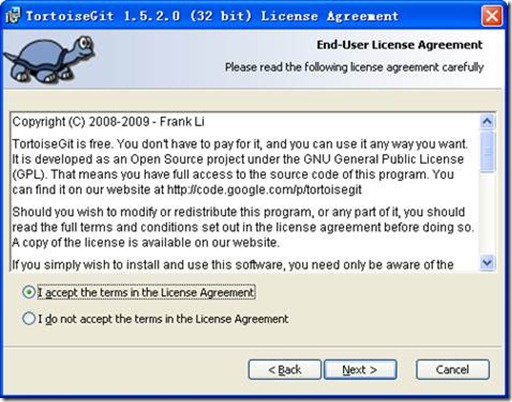 TortoiseGit 1.5.2.0 (32 bit) License Agreement
End-User License Agreement
Please read the following license agreement carefully
Copyright (C) 2008-2009 - Frank Li
TortoiseGit is free. You don't have to pay for it, and you can use it any way you want.
It is developed as an Open Source project under the GNU General Public License
(GPL). That means you have full access to the source code of this program. You
can find it on our website at http://code.google.com/p/tortoisegit
Should you wish to modify or redistribute this program, or any part of it, you should
read the full terms and conditions set out in the license agreement before doing so.
A copy of the license is available on our website.
If you simply wish to install and use this software, you need only be aware of the
I accept the terms in the License Agreement
I do not accept the terms in the License Agreement
< Back
Next >
Cancel